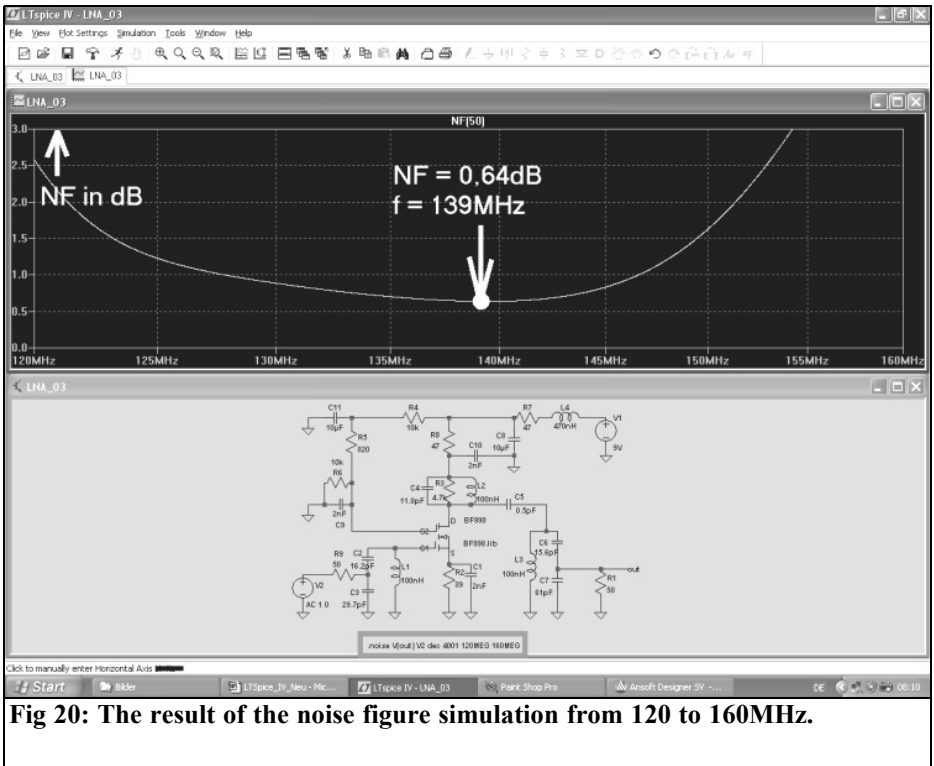 LTspice IV - LNA_03
File View Plot Settings Simulation Tools Window Help
LNA_03 LNA_03
LNA_03
NF(50)
3.0
2.5
2.0
1.5
1.0
0.5
0.0
NF in dB
NF = 0,64dB
f = 139MHz
120MHz 125MHz 130MHz 135MHz 140MHz 145MHz 150MHz 155MHz 160MHz
LNA_03
C11
10µF
R4
10k
R7
47
L4
470nH
V1
9V
R5
820
R8
47
C10
2nF
C8
10µF
10k
R6
2nF
C9
C4
11.8pF
R3
4.7k
L2
100nH
C5
0.5pF
D
BF998
G2
G1
S
BF998.lib
R9
50
C2
16.2pF
L1
100nH
R2
39
C1
2nF
V2
AC 1 0
C3
29.7pF
L3
100nH
C6
15.6pF
C7
61pF
out
R1
50
.noise V(out) V2 dec 4001 120MEG 160MEG
Click to manually enter Horizontal Axis
Start Bilder LTSpice_IV_Neu - Mic... LTspice IV - LNA_03 Paint Shop Pro Ansoft Designer SV -... DE 08:10
Fig 20: The result of the noise figure simulation from 120 to 160MHz.